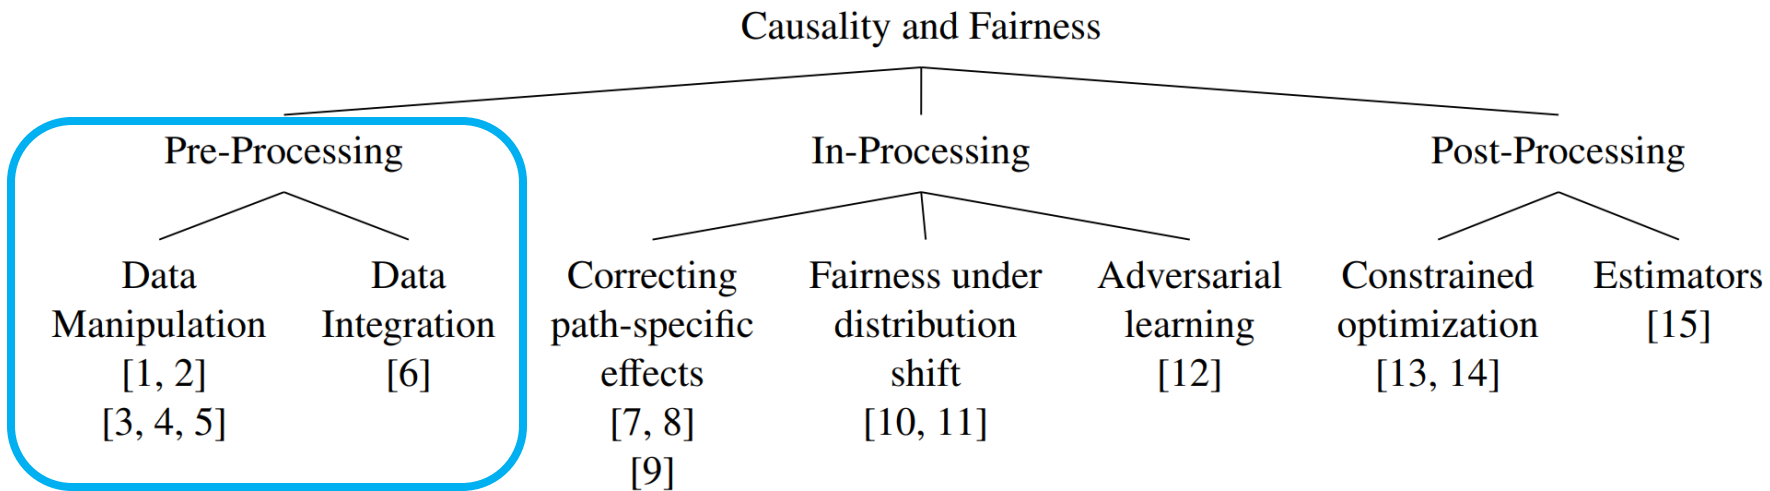 Causality and Fairness
Pre-Processing
In-Processing
Post-Processing
Data
Manipulation
[1, 2]
[3, 4, 5]
Data
Integration
[6]
Correcting
path-specific
effects
[7, 8]
[9]
Fairness under
distribution
shift
[10, 11]
Adversarial
learning
[12]
Constrained
optimization
[13, 14]
Estimators
[15]